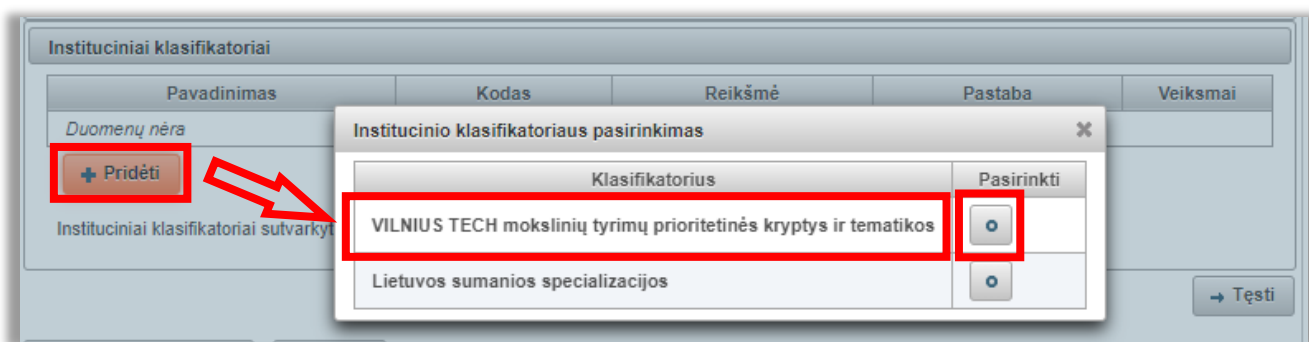 Instituciniai klasifikatoriai
Pavadinimas Kodas Reikšmė Pastaba Veiksmai
Duomenų nėra
Pridėti
Instituciniai klasifikatoriai
Institucinio klasifikatoriaus pasirinkimas
Klasifikatorius Pasirinkti
VILNIUS TECH mokslinių tyrimų prioritetinės kryptys ir tematikos
Lietuvos sumanios specializacijos
Tęsti